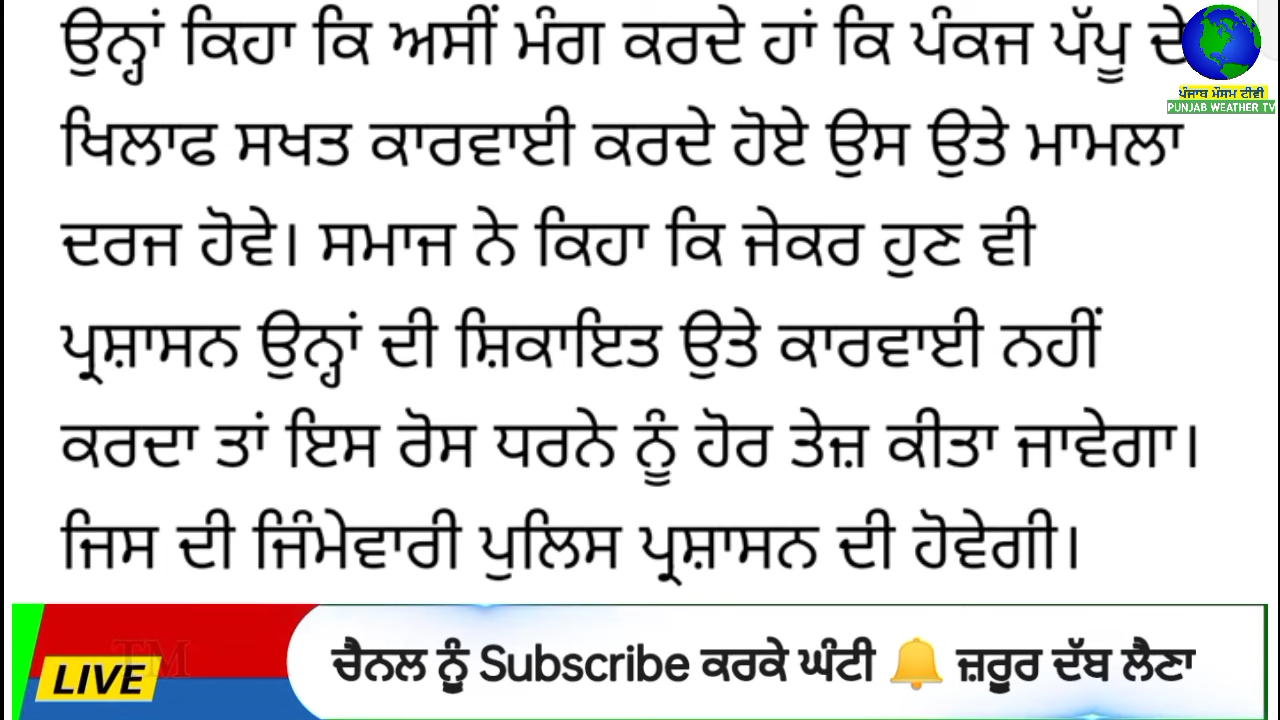 ਉਨ੍ਹਾਂ ਕਿਹਾ ਕਿ ਅਸੀਂ ਮੰਗ ਕਰਦੇ ਹਾਂ ਕਿ ਪੰਕਜ ਪੱਪੂ ਦੇ
ਖਿਲਾਫ ਸਖਤ ਕਾਰਵਾਈ ਕਰਦੇ ਹੋਏ ਉਸ ਉਤੇ ਮਾਮਲਾ
ਦਰਜ ਹੋਵੇ। ਸਮਾਜ ਨੇ ਕਿਹਾ ਕਿ ਜੇਕਰ ਹੁਣ ਵੀ
ਪ੍ਰਸ਼ਾਸਨ ਉਨ੍ਹਾਂ ਦੀ ਸ਼ਿਕਾਇਤ ਉਤੇ ਕਾਰਵਾਈ ਨਹੀਂ
ਕਰਦਾ ਤਾਂ ਇਸ ਰੋਸ ਧਰਨੇ ਨੂੰ ਹੋਰ ਤੇਜ਼ ਕੀਤਾ ਜਾਵੇਗਾ।
ਜਿਸ ਦੀ ਜਿੰਮੇਵਾਰੀ ਪੁਲਿਸ ਪ੍ਰਸ਼ਾਸਨ ਦੀ ਹੋਵੇਗੀ।
ਪੰਜਾਬ ਮੌਸਮ ਟੀਵੀ
PUNJAB WEATHER TV
TM
LIVE
ਚੈਨਲ ਨੂੰ Subscribe ਕਰਕੇ ਘੰਟੀ 🔔 ਜ਼ਰੂਰ ਦੱਬ ਲੈਣਾ